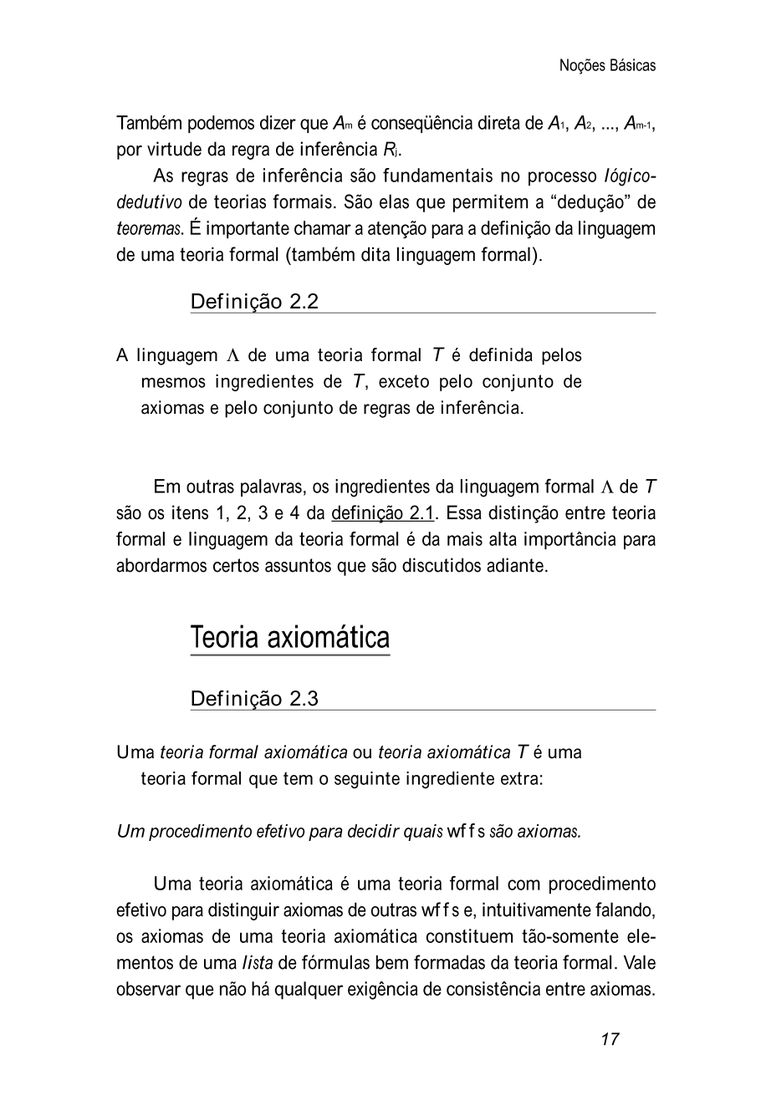 Noções Básicas
Também podemos dizer que Am é conseqüência direta de A1, A2, ..., Am-1,
por virtude da regra de inferência Rj.
As regras de inferência são fundamentais no processo lógico-
dedutivo de teorias formais. São elas que permitem a “dedução” de
teoremas. É importante chamar a atenção para a definição da linguagem
de uma teoria formal (também dita linguagem formal).
Definição 2.2
A linguagem Λ de uma teoria formal T é definida pelos
mesmos ingredientes de T, exceto pelo conjunto de
axiomas e pelo conjunto de regras de inferência.
Em outras palavras, os ingredientes da linguagem formal Λ de T
são os itens 1, 2, 3 e 4 da definição 2.1. Essa distinção entre teoria
formal e linguagem da teoria formal é da mais alta importância para
abordarmos certos assuntos que são discutidos adiante.
Teoria axiomática
Definição 2.3
Uma teoria formal axiomática ou teoria axiomática T é uma
teoria formal que tem o seguinte ingrediente extra:
Um procedimento efetivo para decidir quais wffs são axiomas.
Uma teoria axiomática é uma teoria formal com procedimento
efetivo para distinguir axiomas de outras wffs e, intuitivamente falando,
os axiomas de uma teoria axiomática constituem tão-somente ele-
mentos de uma lista de fórmulas bem formadas da teoria formal. Vale
observar que não há qualquer exigência de consistência entre axiomas.
17